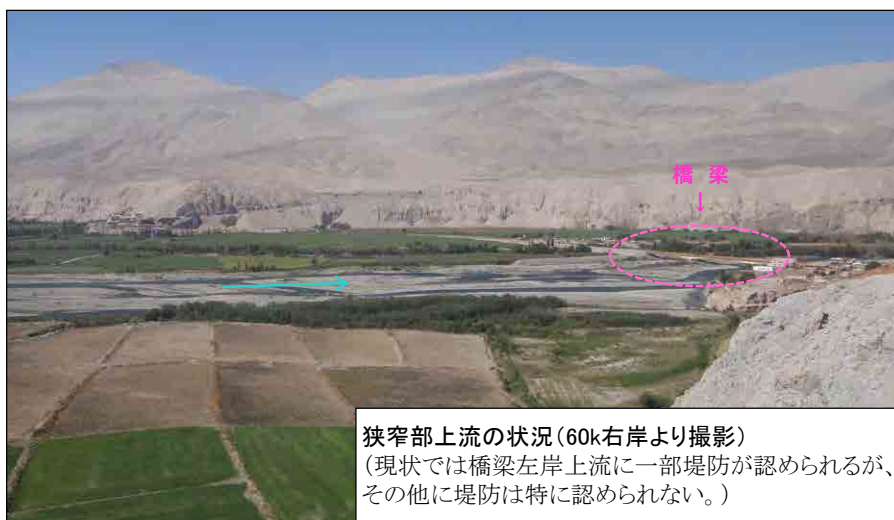 橋 梁
狭窄部上流の状況(60k右岸より撮影)
(現状では橋梁左岸上流に一部堤防が認められるが、
その他に堤防は特に認められない。)